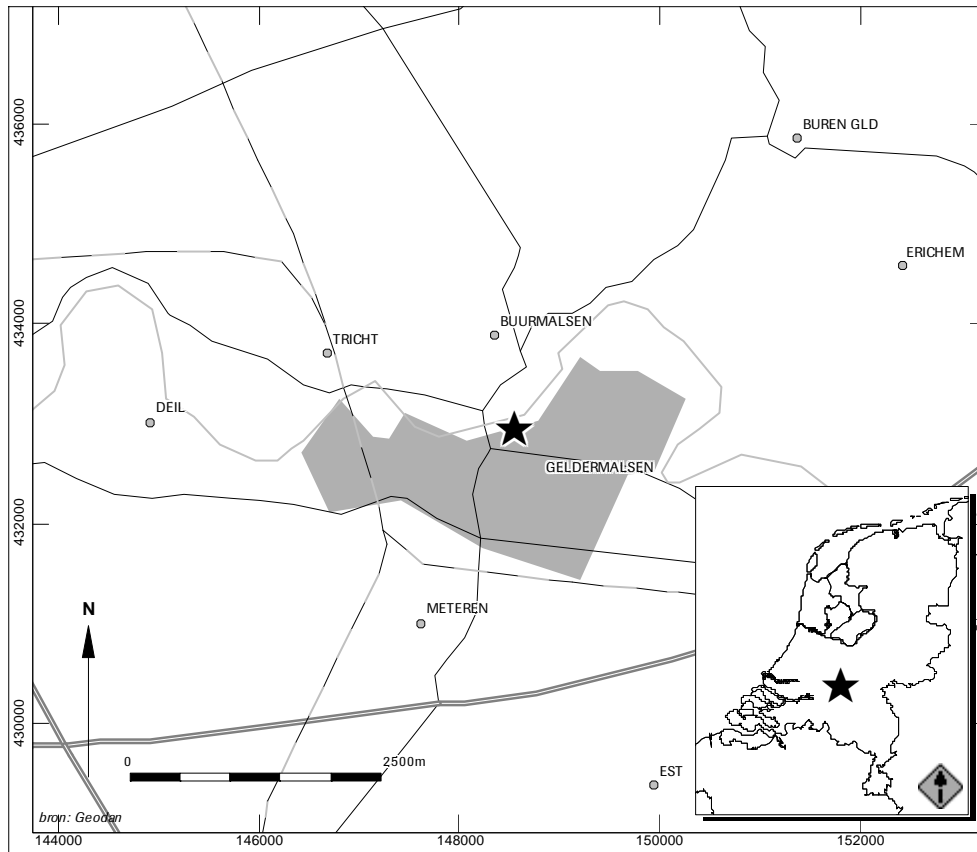 436000
434000
432000
430000
BUREN GLD
ERICHEM
BUURMALSEN
TRICHT
DEIL
GELDERMALSEN
METEREN
N
EST
0 2500m
bron: Geodan
144000 146000 148000 150000 152000